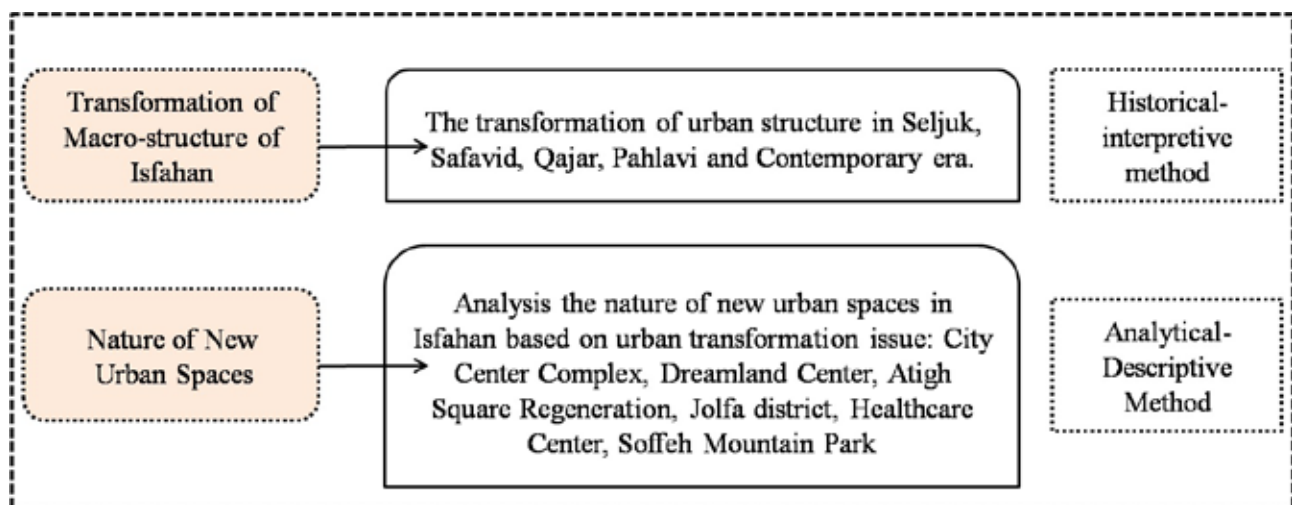 Transformation of
Macro-structure of
Isfahan
The transformation of urban structure in Seljuk,
Safavid, Qajar, Pahlavi and Contemporary era.
Historical-
interpretive
method
Nature of New
Urban Spaces
Analysis the nature of new urban spaces in
Isfahan based on urban transformation issue: City
Center Complex, Dreamland Center, Atigh
Square Regeneration, Jolfa district, Healthcare
Center, Soffeh Mountain Park
Analytical-
Descriptive
Method